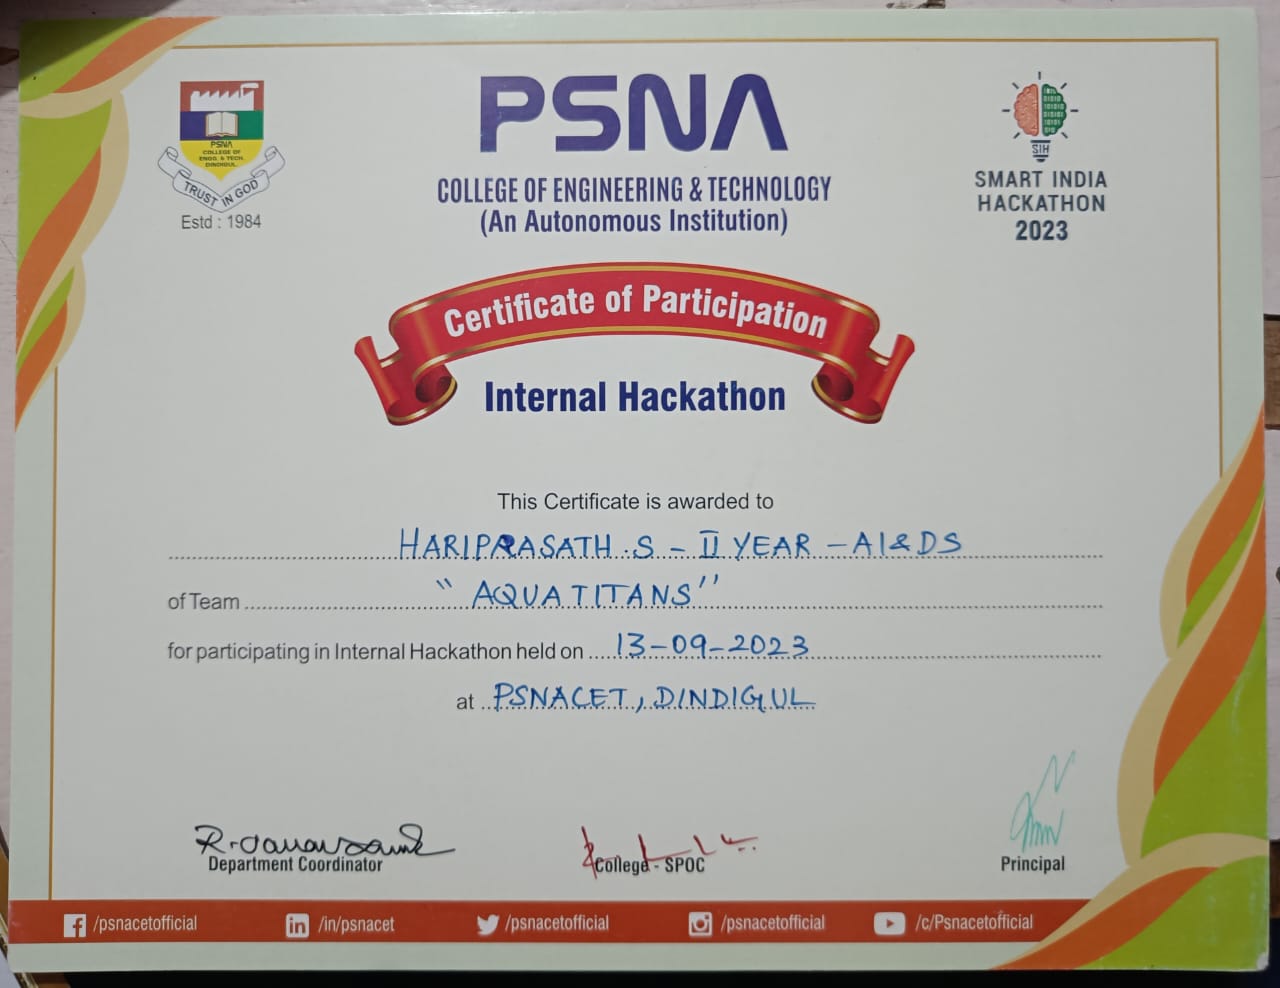 PSNA
COLLEGE OF ENGINEERING & TECHNOLOGY
(An Autonomous Institution)
PSNA
COLLEGE OF
ENGG. & TECH.
DINDIGUL.
TRUST IN GOD
Estd : 1984
SIH
SMART INDIA
HACKATHON
2023
Certificate of Participation
Internal Hackathon
This Certificate is awarded to
HARIPRASATH .S - II YEAR - AI&DS
of Team "AQUATITANS"
for participating in Internal Hackathon held on 13-09-2023
at PSNACET, DINDIGUL
Department Coordinator
College - SPOC
Principal
/psnacetofficial
/in/psnacet
/psnacetofficial
/psnacetofficial
/c/Psnacetofficial